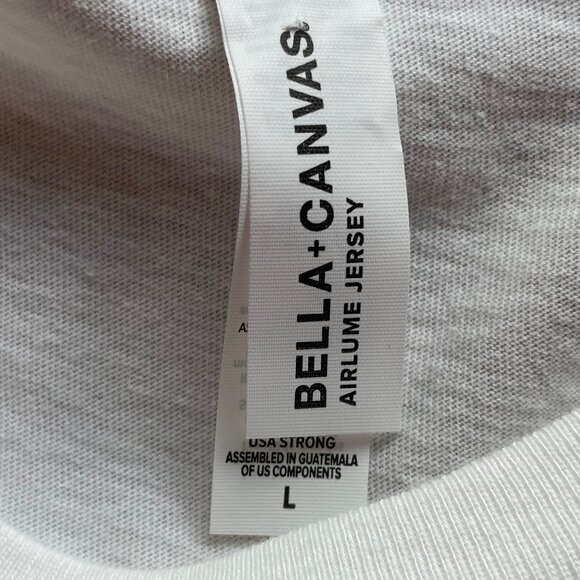 BELLA+CANVAS®
AIRLUME JERSEY
USA STRONG
ASSEMBLED IN GUATEMALA
OF US COMPONENTS
L